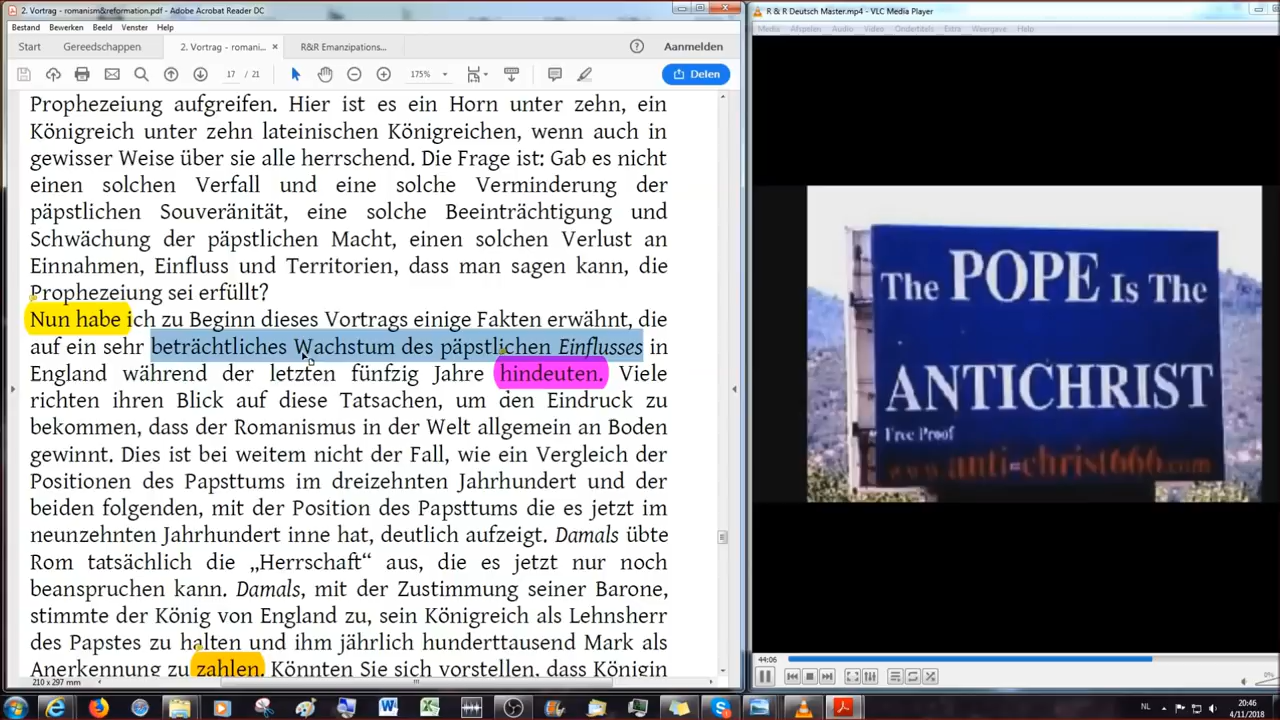 2. Vortrag - romanism&reformation.pdf - Adobe Acrobat Reader DC
Bestand Bewerken Beeld Venster Help
Start Gereedschappen 2. Vortrag - romani... × R&R Emanzipations... Aanmelden
17 / 21 175% Delen
Prophezeiung aufgreifen. Hier ist es ein Horn unter zehn, ein
Königreich unter zehn lateinischen Königreichen, wenn auch in
gewisser Weise über sie alle herrschend. Die Frage ist: Gab es nicht
einen solchen Verfall und eine solche Verminderung der
päpstlichen Souveränität, eine solche Beeinträchtigung und
Schwächung der päpstlichen Macht, einen solchen Verlust an
Einnahmen, Einfluss und Territorien, dass man sagen kann, die
Prophezeiung sei erfüllt?
Nun habe ich zu Beginn dieses Vortrags einige Fakten erwähnt, die
auf ein sehr beträchtliches Wachstum des päpstlichen Einflusses in
England während der letzten fünfzig Jahre hindeuten. Viele
richten ihren Blick auf diese Tatsachen, um den Eindruck zu
bekommen, dass der Romanismus in der Welt allgemein an Boden
gewinnt. Dies ist bei weitem nicht der Fall, wie ein Vergleich der
Positionen des Papsttums im dreizehnten Jahrhundert und der
beiden folgenden, mit der Position des Papsttums die es jetzt im
neunzehnten Jahrhundert inne hat, deutlich aufzeigt. Damals übte
Rom tatsächlich die „Herrschaft“ aus, die es jetzt nur noch
beanspruchen kann. Damals, mit der Zustimmung seiner Barone,
stimmte der König von England zu, sein Königreich als Lehnsherr
des Papstes zu halten und ihm jährlich hunderttausend Mark als
Anerkennung zu zahlen. Könnten Sie sich vorstellen, dass Königin
210 x 297 mm
R & R Deutsch Master.mp4 - VLC Media Player
Media Afspelen Audio Video Ondertitels Extra Weergave Help
The POPE Is The
ANTICHRIST
Free Proof
www.anti-christ666.com
44:06
0%
NL 20:46
4/11/2018